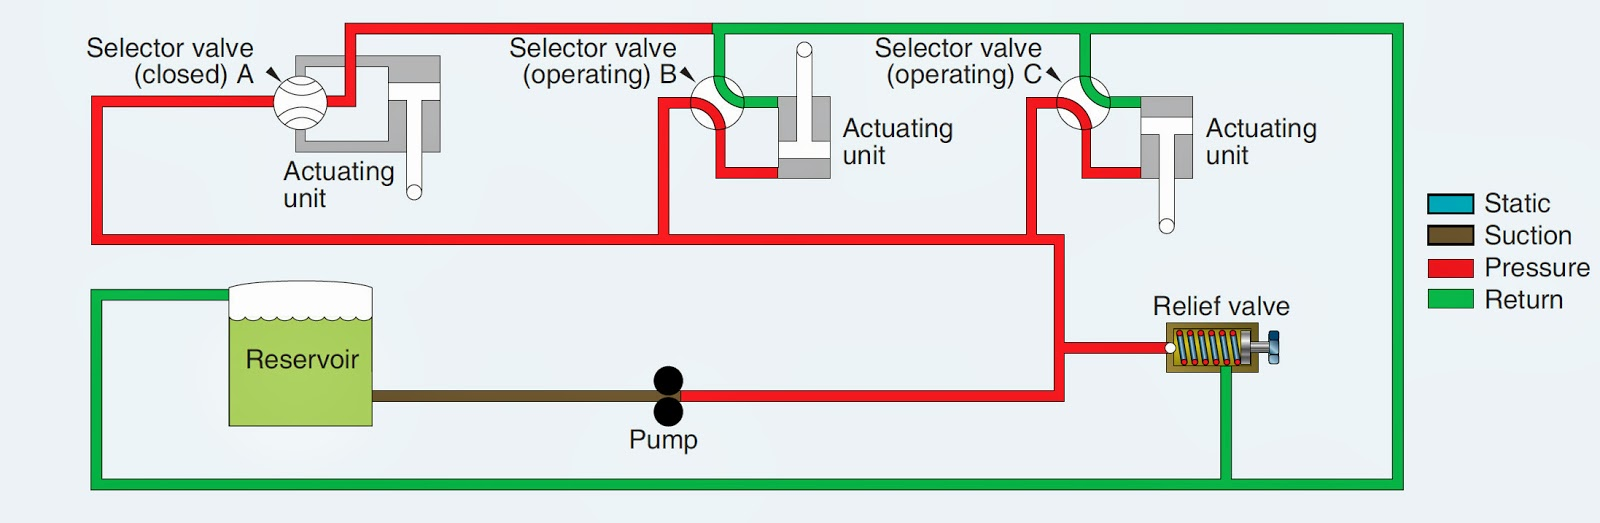 Selector valve
(closed) A
Actuating
unit
Selector valve
(operating) B
Actuating
unit
Selector valve
(operating) C
Actuating
unit
Static
Suction
Pressure
Return
Relief valve
Reservoir
Pump